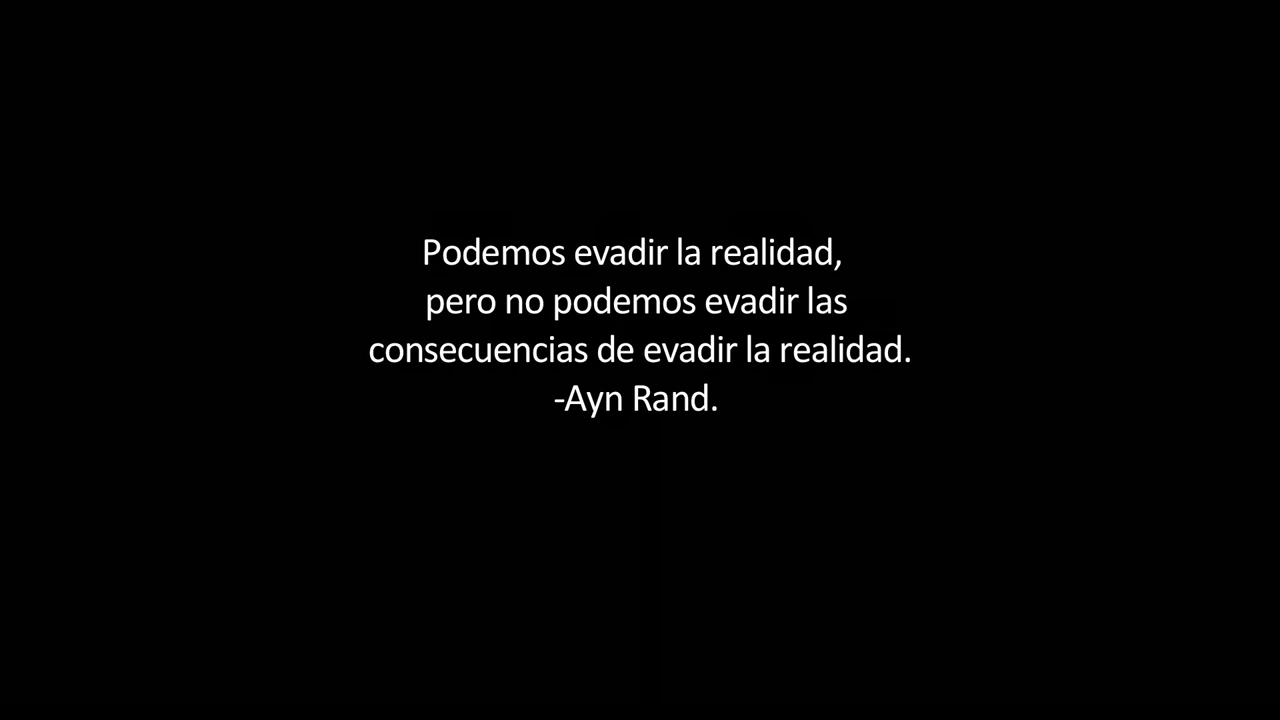 Podemos evadir la realidad,
pero no podemos evadir las
consecuencias de evadir la realidad.
-Ayn Rand.